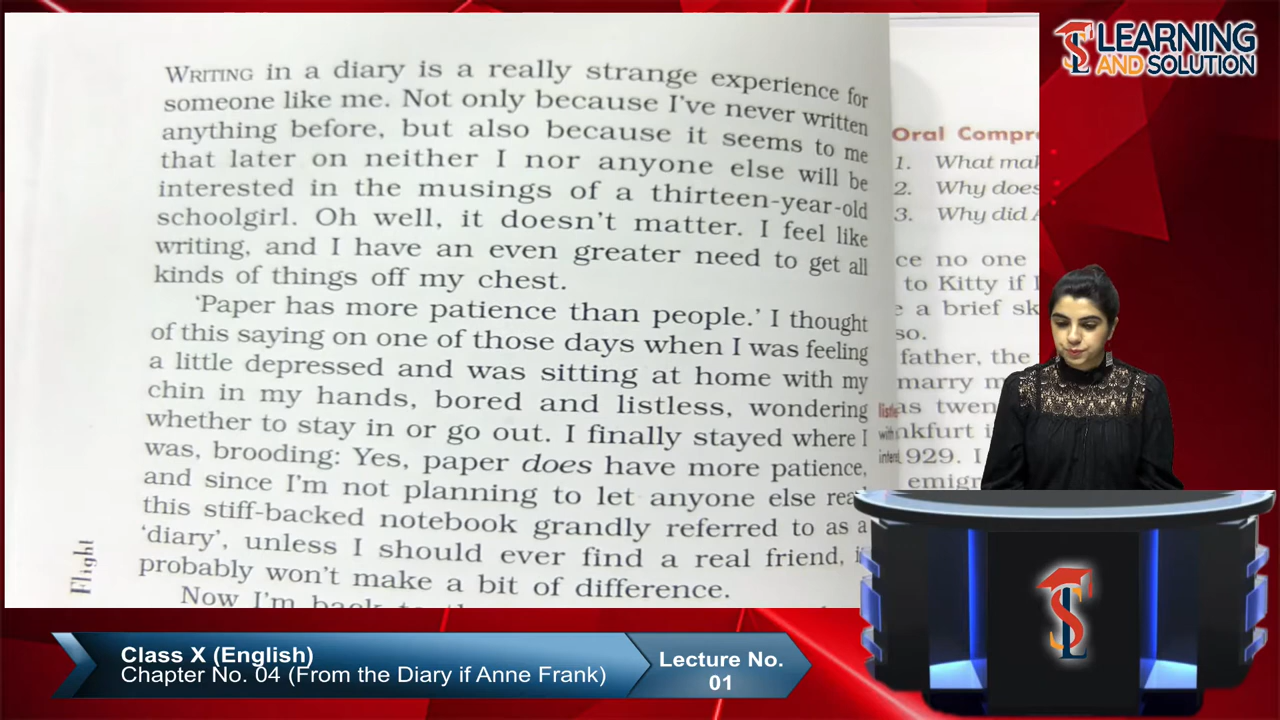 WRITING in a diary is a really strange experience for
someone like me. Not only because I've never written
anything before, but also because it seems to me
that later on neither I nor anyone else will be
interested in the musings of a thirteen-year-old
schoolgirl. Oh well, it doesn't matter. I feel like
writing, and I have an even greater need to get all
kinds of things off my chest.
'Paper has more patience than people.' I thought
of this saying on one of those days when I was feeling
a little depressed and was sitting at home with my
chin in my hands, bored and listless, wondering
whether to stay in or go out. I finally stayed where I
was, brooding: Yes, paper does have more patience,
and since I'm not planning to let anyone else
this stiff-backed notebook grandly referred to as a
'diary', unless I should ever find a real friend,
probably won't make a bit of difference.
Now I'm back
Flight
Oral
1. What
2. Why does
3. Why did
ce no one
to Kitty if
a brief
so.
father, the
marry
as
929.
LEARNING
AND SOLUTION
Class X (English)
Chapter No. 04 (From the Diary if Anne Frank)
Lecture No.
01